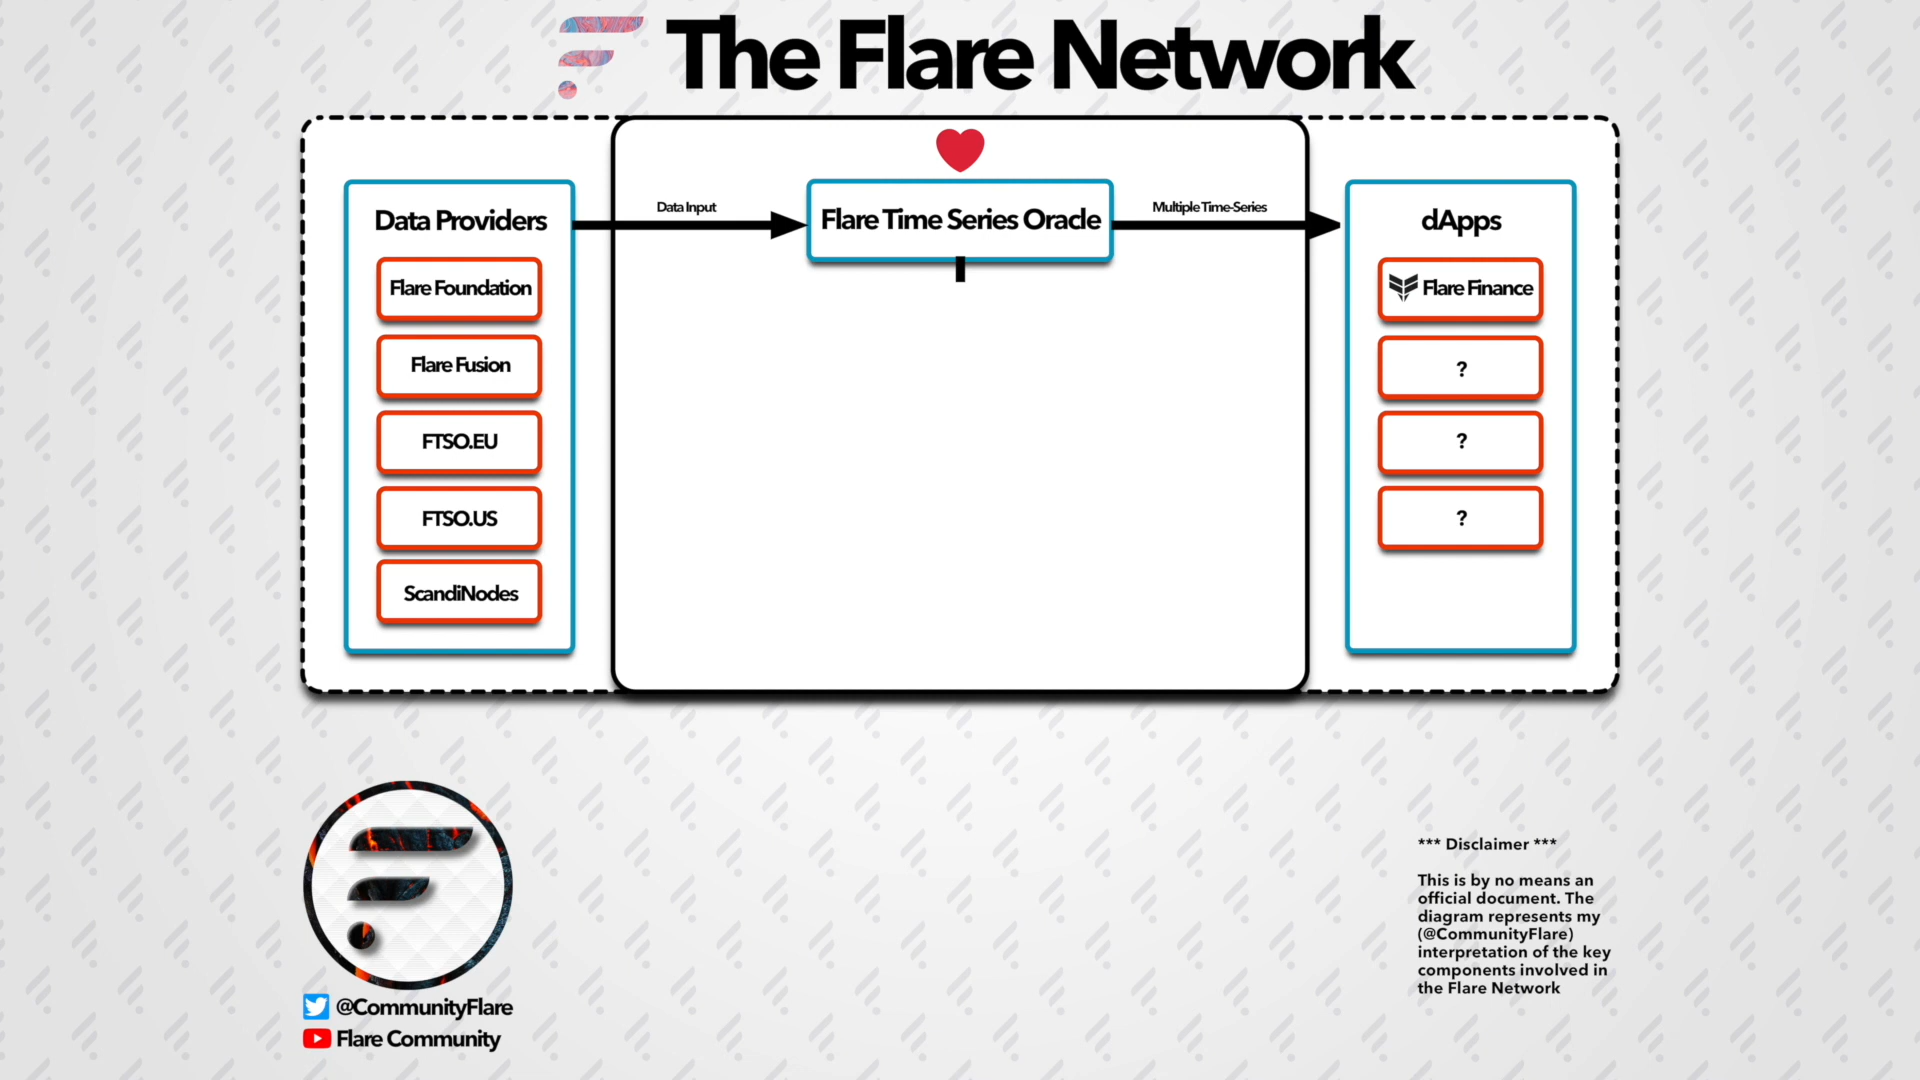 The Flare Network
Data Providers
Flare Foundation
Flare Fusion
FTSO.EU
FTSO.US
ScandiNodes
Data Input
Flare Time Series Oracle
Multiple Time-Series
dApps
Flare Finance
?
?
?
@CommunityFlare
Flare Community
*** Disclaimer ***
This is by no means an
official document. The
diagram represents my
(@CommunityFlare)
interpretation of the key
components involved in
the Flare Network